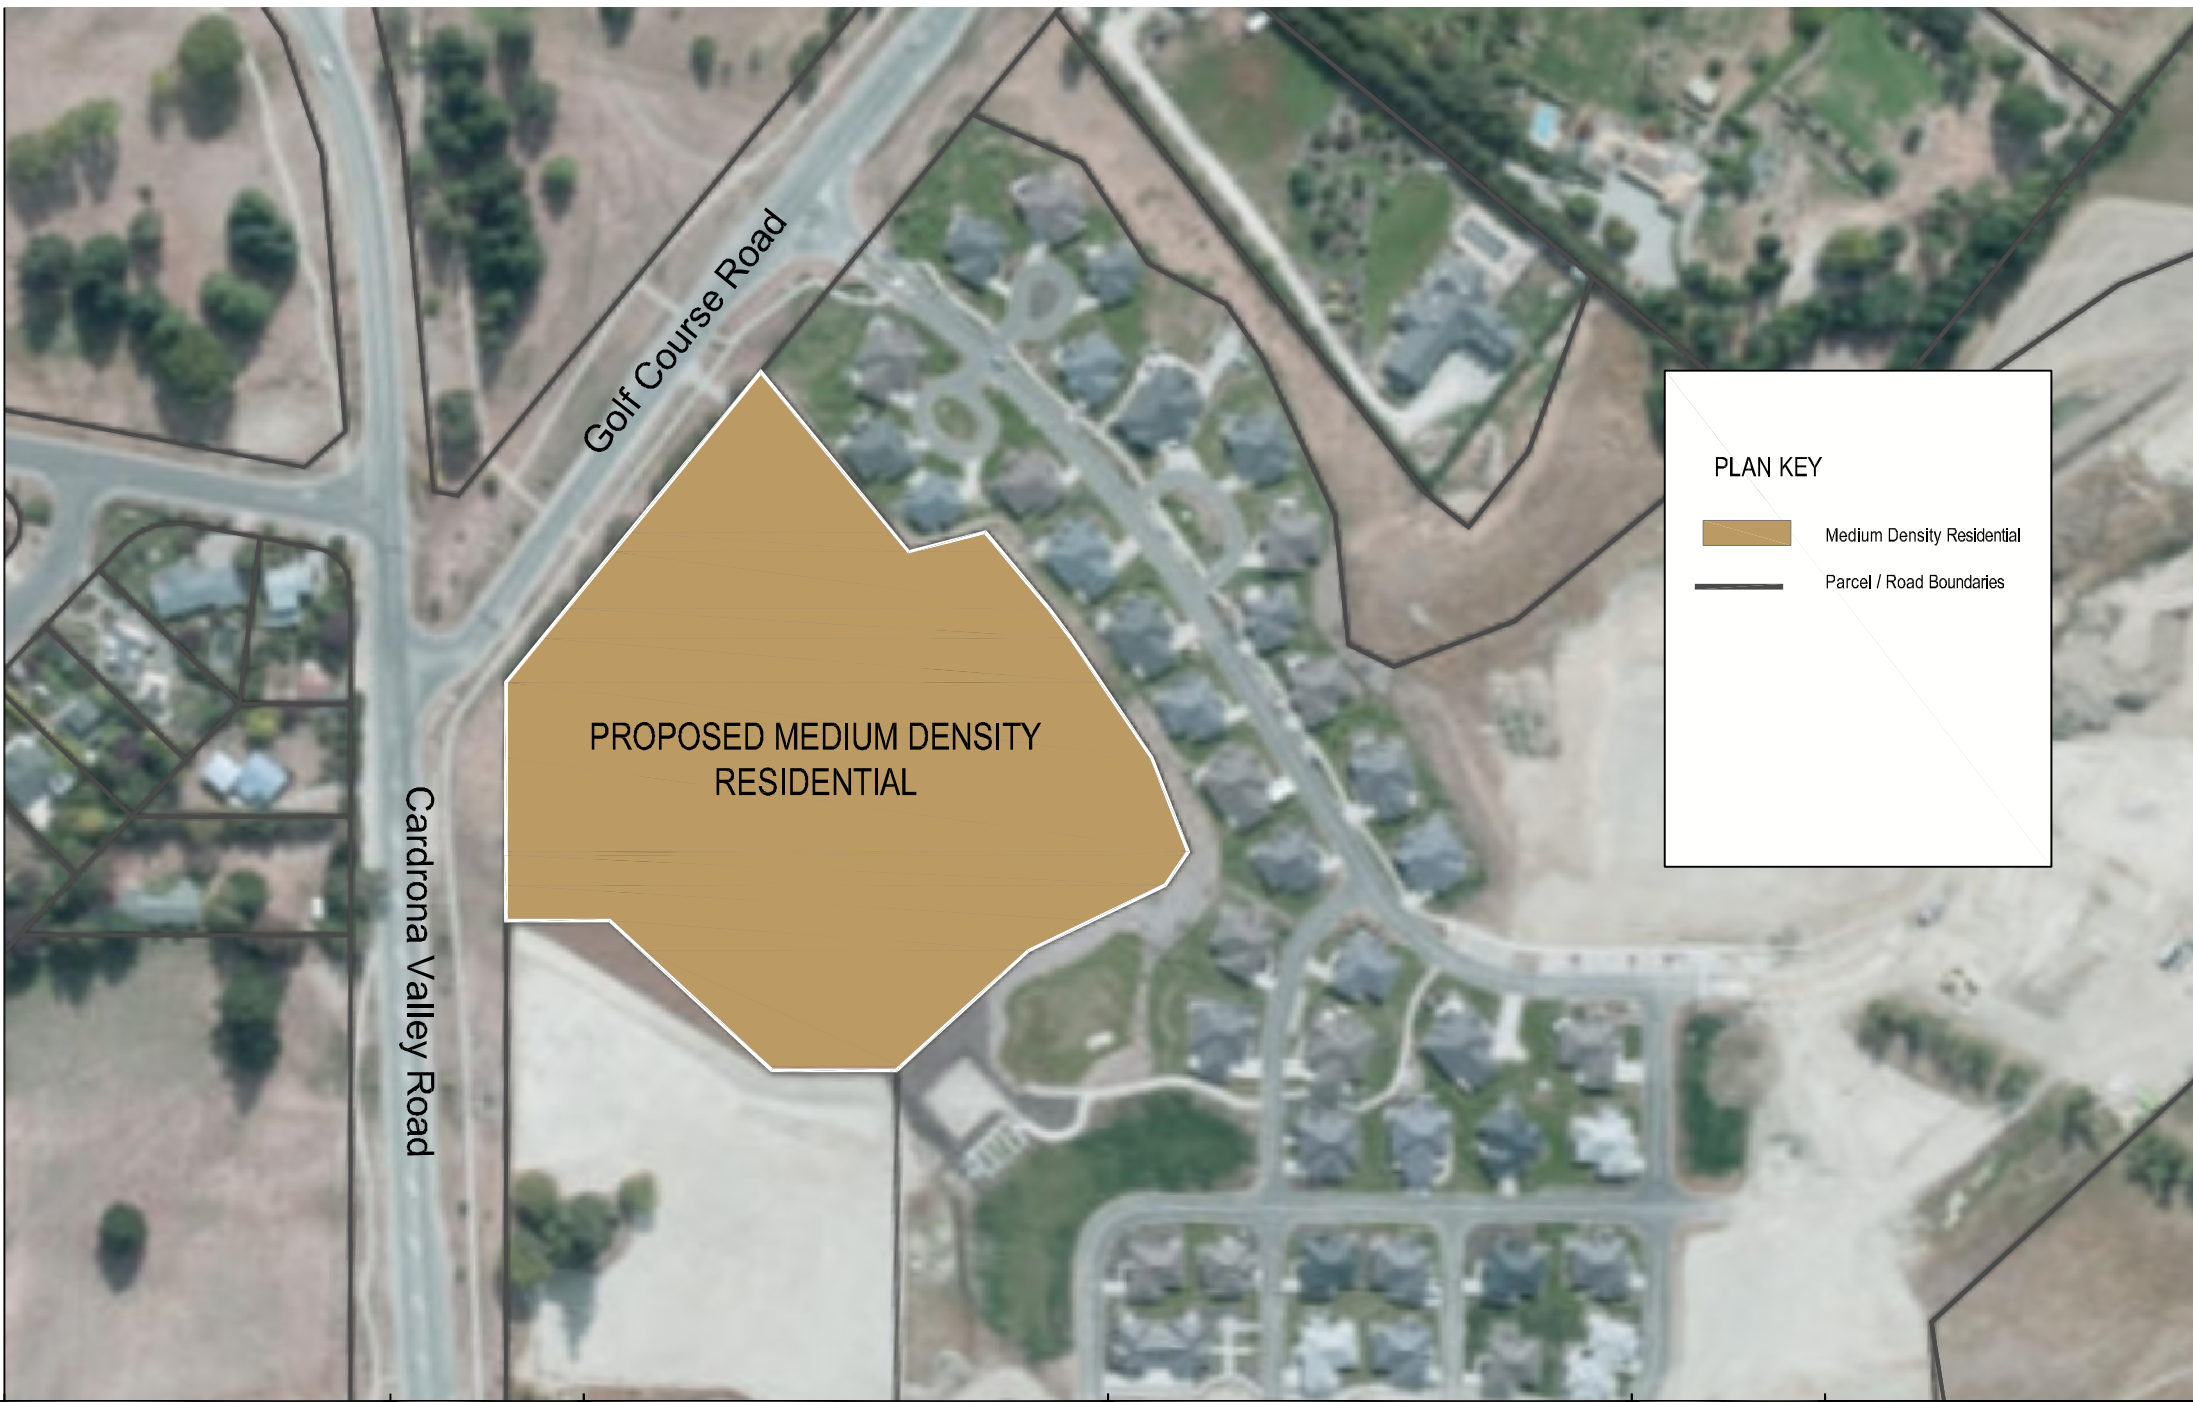 Golf Course Road
PLAN KEY
Medium Density Residential
Parcel / Road Boundaries
PROPOSED MEDIUM DENSITY
RESIDENTIAL
Cardrona Valley Road